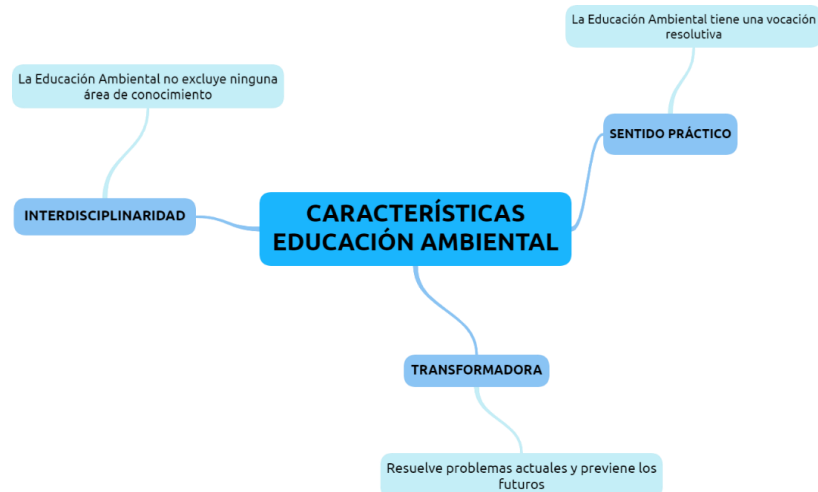 La Educación Ambiental tiene una vocación
resolutiva
La Educación Ambiental no excluye ninguna
área de conocimiento
SENTIDO PRÁCTICO
INTERDISCIPLINARIDAD
CARACTERÍSTICAS
EDUCACIÓN AMBIENTAL
TRANSFORMADORA
Resuelve problemas actuales y previene los
futuros